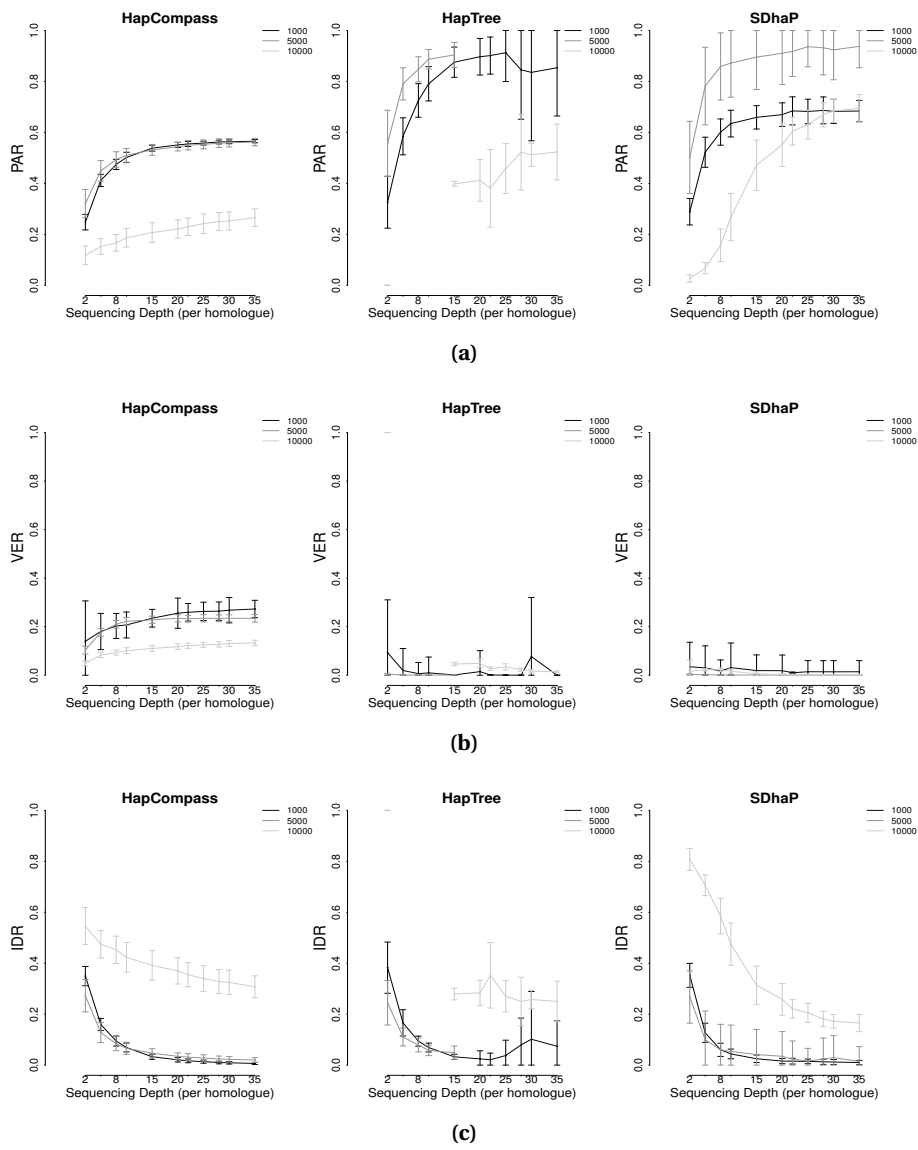 HapCompass
HapTree
SDhaP
1000
5000
10000
1000
5000
10000
1000
5000
10000
PAR
0.0 0.2 0.4 0.6 0.8 1.0
PAR
0.0 0.2 0.4 0.6 0.8 1.0
PAR
0.0 0.2 0.4 0.6 0.8 1.0
2 8 15 20 25 30 35
2 8 15 20 25 30 35
2 8 15 20 25 30 35
Sequencing Depth (per homologue)
Sequencing Depth (per homologue)
Sequencing Depth (per homologue)
(a)
HapCompass
HapTree
SDhaP
1000
5000
10000
1000
5000
10000
1000
5000
10000
VER
0.0 0.2 0.4 0.6 0.8 1.0
VER
0.0 0.2 0.4 0.6 0.8 1.0
VER
0.0 0.2 0.4 0.6 0.8 1.0
2 8 15 20 25 30 35
2 8 15 20 25 30 35
2 8 15 20 25 30 35
Sequencing Depth (per homologue)
Sequencing Depth (per homologue)
Sequencing Depth (per homologue)
(b)
HapCompass
HapTree
SDhaP
1000
5000
10000
1000
5000
10000
1000
5000
10000
IDR
0.0 0.2 0.4 0.6 0.8 1.0
IDR
0.0 0.2 0.4 0.6 0.8 1.0
IDR
0.0 0.2 0.4 0.6 0.8 1.0
2 8 15 20 25 30 35
2 8 15 20 25 30 35
2 8 15 20 25 30 35
Sequencing Depth (per homologue)
Sequencing Depth (per homologue)
Sequencing Depth (per homologue)
(c)